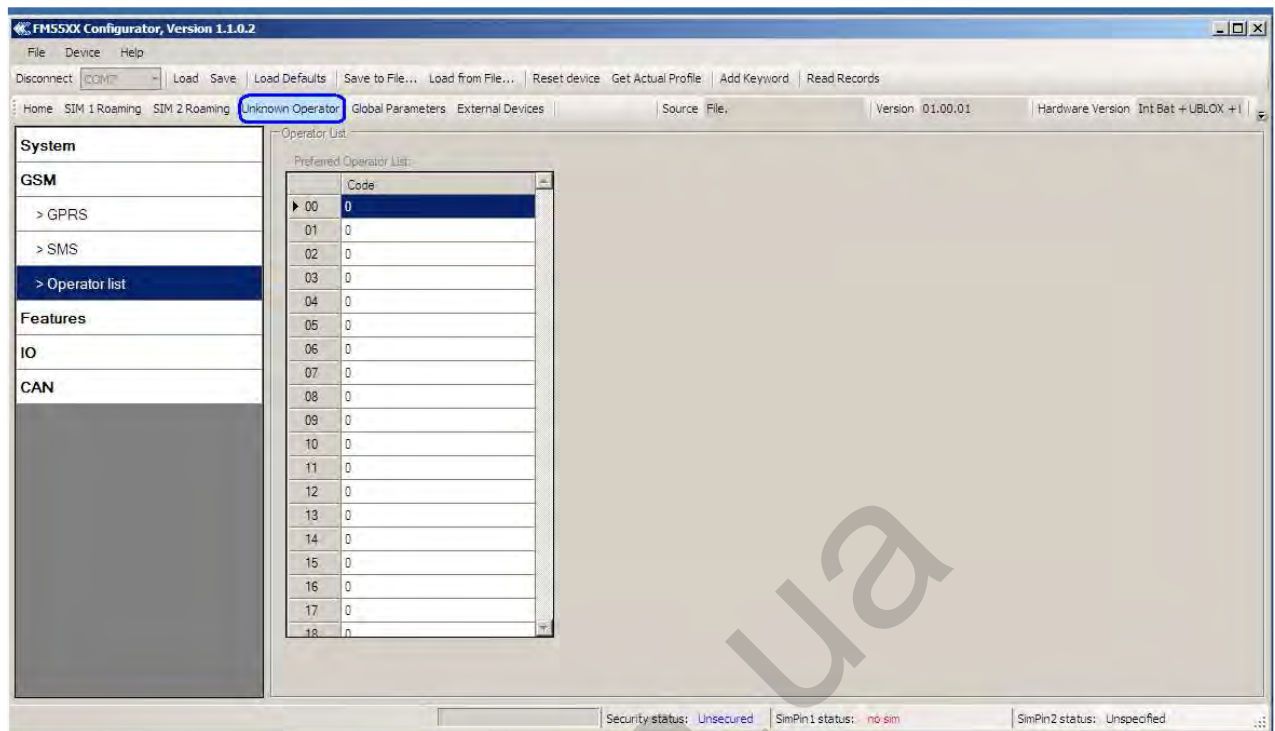 FM55XX Configurator, Version 1.1.0.2
File Device Help
Disconnect COM7 Load Save Load Defaults Save to File... Load from File... Reset device Get Actual Profile Add Keyword Read Records
Home SIM 1 Roaming SIM 2 Roaming Unknown Operator Global Parameters External Devices Source File, Version 01.00.01 Hardware Version Int Bat + UBLOX + I
System
GSM
> GPRS
> SMS
> Operator list
Features
IO
CAN
Operator List
Preferred Operator List:
Code
00 0
01 0
02 0
03 0
04 0
05 0
06 0
07 0
08 0
09 0
10 0
11 0
12 0
13 0
14 0
15 0
16 0
17 0
18 0
ua
Security status: Unsecured SimPin1 status: no sim SimPin2 status: Unspecified